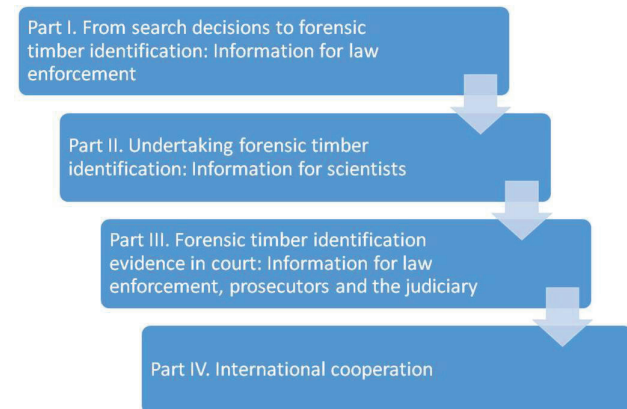 Part I. From search decisions to forensic
timber identification: Information for law
enforcement
Part II. Undertaking forensic timber
identification: Information for scientists
Part III. Forensic timber identification
evidence in court: Information for law
enforcement, prosecutors and the judiciary
Part IV. International cooperation